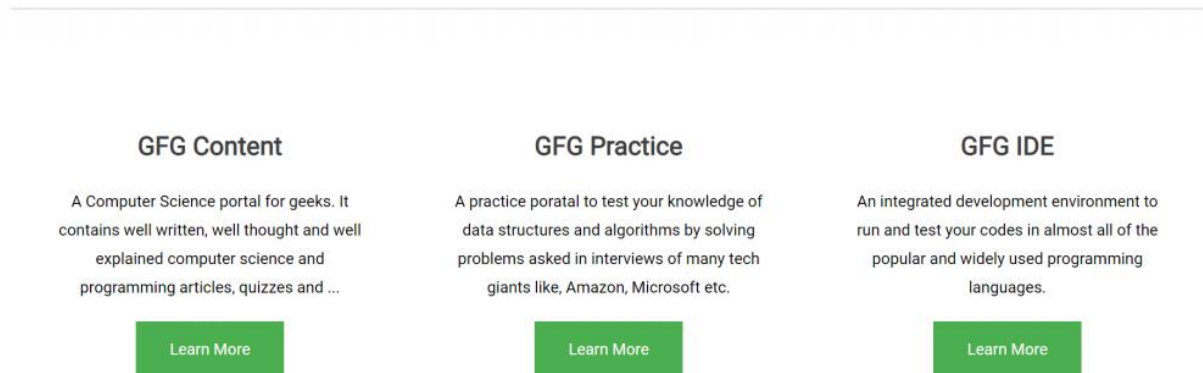 GFG Content
A Computer Science portal for geeks. It
contains well written, well thought and well
explained computer science and
programming articles, quizzes and ...
Learn More
GFG Practice
A practice poratal to test your knowledge of
data structures and algorithms by solving
problems asked in interviews of many tech
giants like, Amazon, Microsoft etc.
Learn More
GFG IDE
An integrated development environment to
run and test your codes in almost all of the
popular and widely used programming
languages.
Learn More